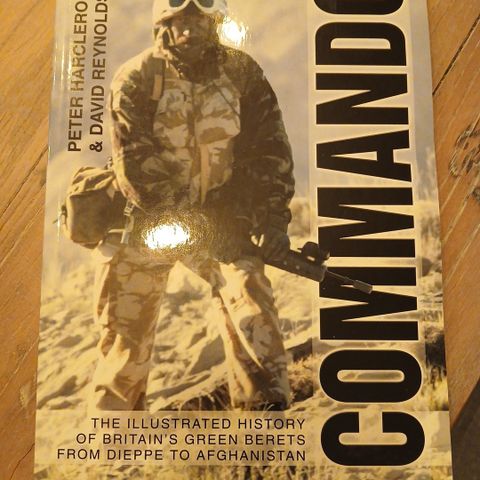 PETER HARCLERO
& DAVID REYNOLDS
COMMANDO
THE ILLUSTRATED HISTORY
OF BRITAIN'S GREEN BERETS
FROM DIEPPE TO AFGHANISTAN